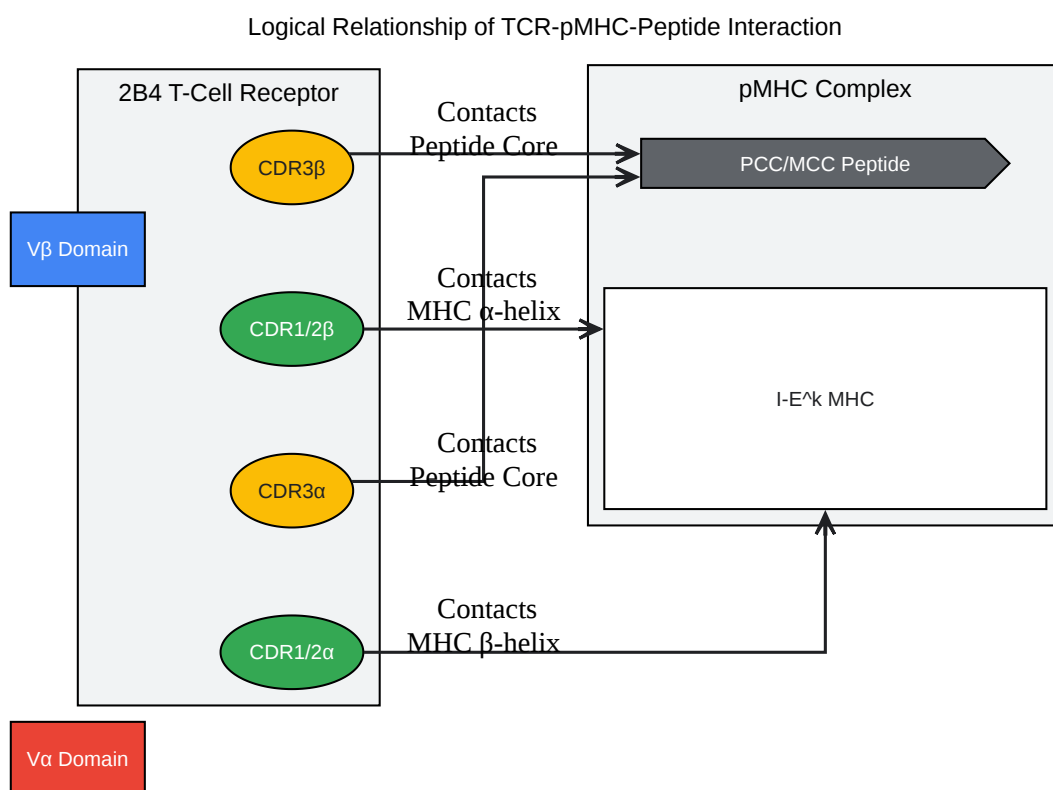 Logical Relationship of TCR-pMHC-Peptide Interaction
2B4 T-Cell Receptor
pMHC Complex
Contacts
Peptide Core
CDR3β
PCC/MCC Peptide
Vβ Domain
Contacts
MHC α-helix
CDR1/2β
I-E^k MHC
Contacts
Peptide Core
CDR3α
Contacts
MHC β-helix
CDR1/2α
Vα Domain